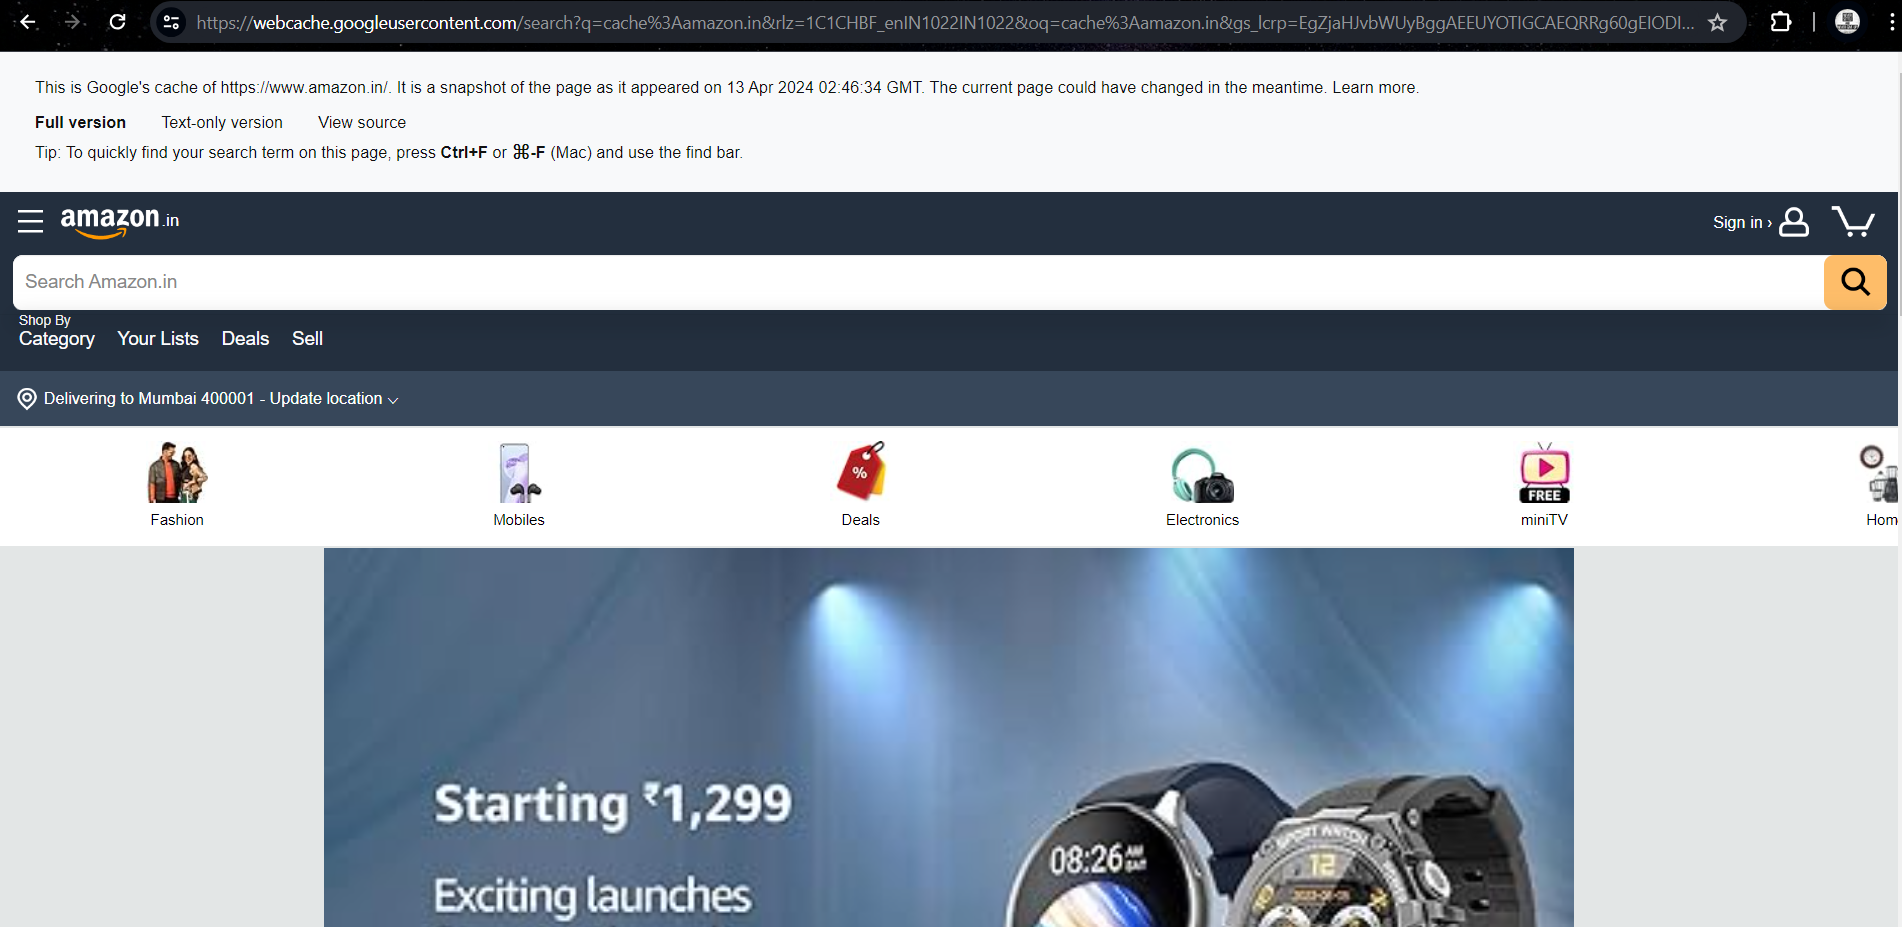 https://webcache.googleusercontent.com/search?q=cache%3Aamazon.in&rlz=1C1CHBF_enIN1022IN1022&oq=cache%3Aamazon.in&gs_lcrp=EgZjaHJvbWUyBggAEEUYOTIGCAEQRRg60gEIODI...
This is Google's cache of https://www.amazon.in/. It is a snapshot of the page as it appeared on 13 Apr 2024 02:46:34 GMT. The current page could have changed in the meantime. Learn more.
Full version Text-only version View source
Tip: To quickly find your search term on this page, press Ctrl+F or ⌘-F (Mac) and use the find bar.
amazon.in Sign in ›
Search Amazon.in
Shop By
Category Your Lists Deals Sell
Delivering to Mumbai 400001 - Update location
%
FREE
Fashion Mobiles Deals Electronics miniTV Hom
Starting ₹1,299
Exciting launches
08:26 AM
SPORT WATCH
12